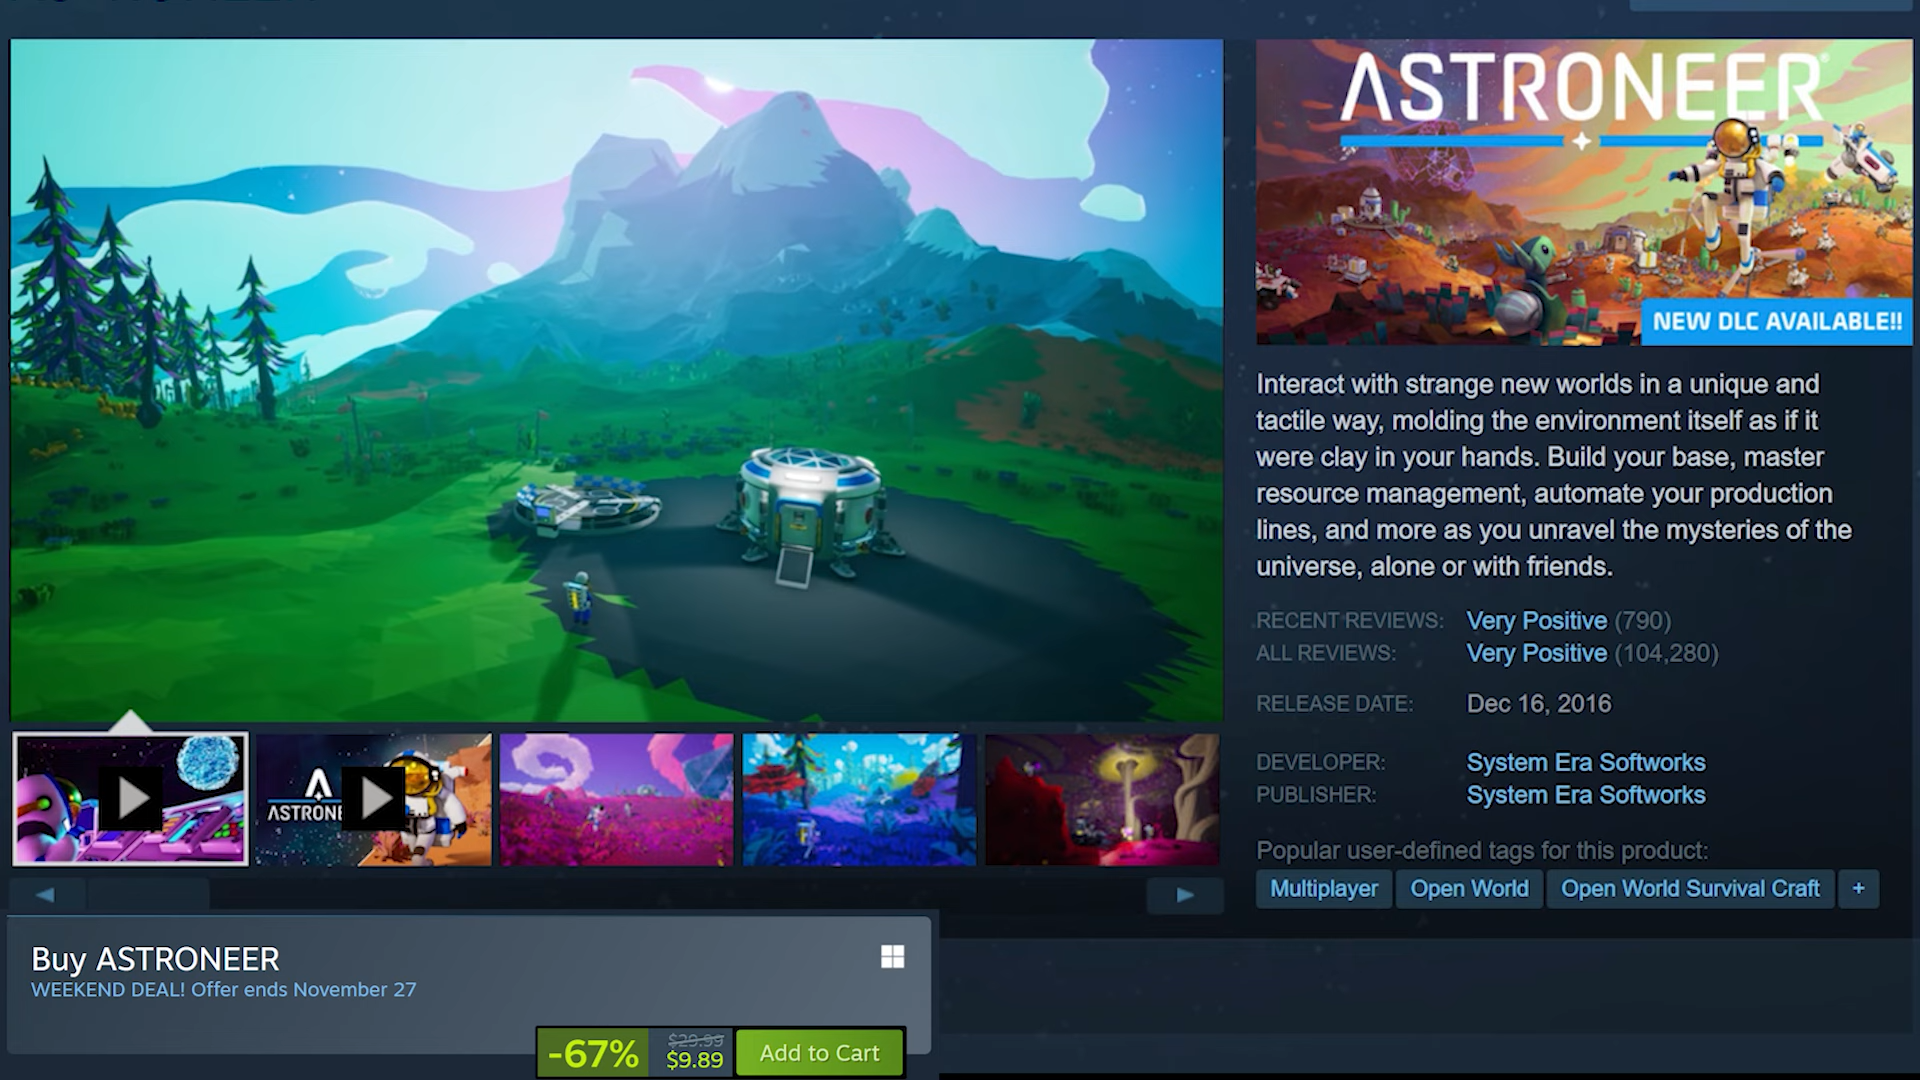 ASTRONEER
NEW DLC AVAILABLE!!
Interact with strange new worlds in a unique and
tactile way, molding the environment itself as if it
were clay in your hands. Build your base, master
resource management, automate your production
lines, and more as you unravel the mysteries of the
universe, alone or with friends.
RECENT REVIEWS: Very Positive (790)
ALL REVIEWS: Very Positive (104,280)
RELEASE DATE: Dec 16, 2016
DEVELOPER: System Era Softworks
PUBLISHER: System Era Softworks
Popular user-defined tags for this product:
Multiplayer Open World Open World Survival Craft +
Buy ASTRONEER
WEEKEND DEAL! Offer ends November 27
-67% $29.99 $9.89 Add to Cart